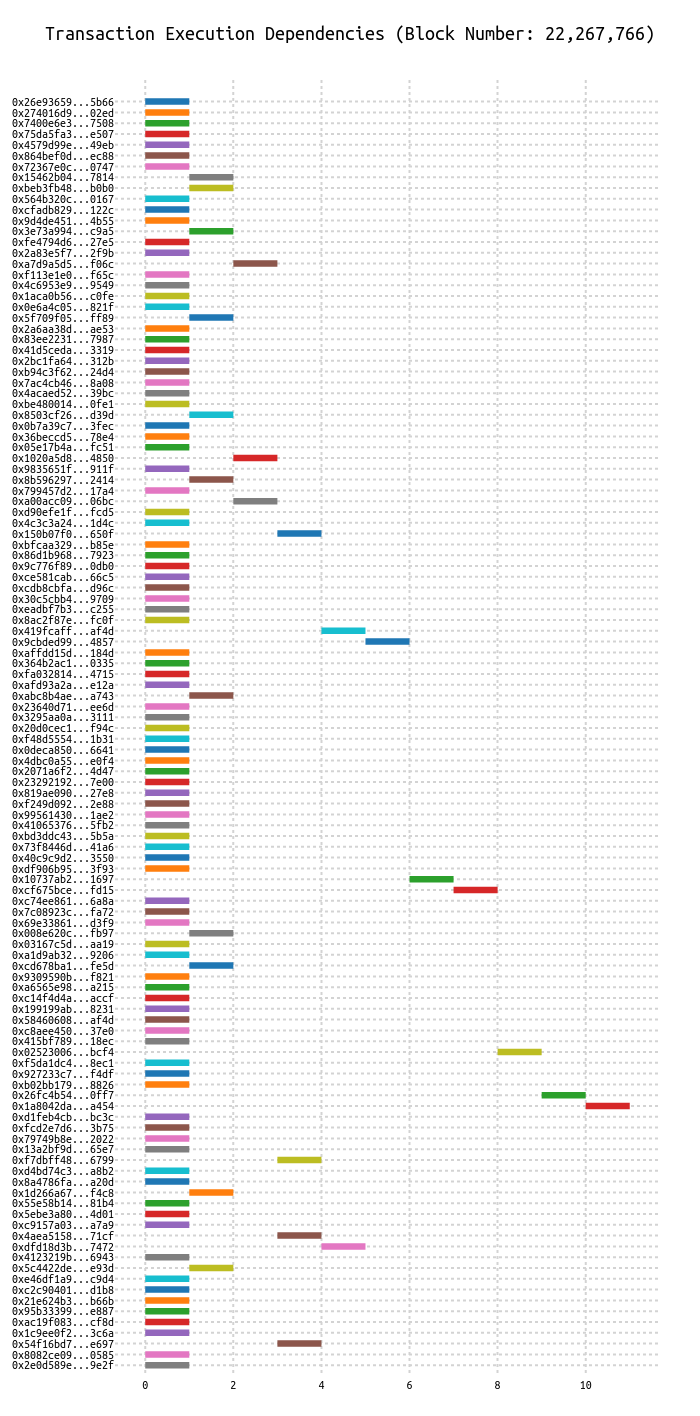 Transaction Execution Dependencies (Block Number: 22,267,766)
0x26e93659...5b66
0x274016d9...02ed
0x7400e6e3...7508
0x75da5fa3...e507
0x4579d99e...49eb
0x864bef0d...ec88
0x72367e0c...0747
0x15462b04...7814
0xbeb3fb48...b0b0
0x564b320c...0167
0xcfadb829...122c
0x9d4de451...4b55
0x3e73a994...c9a5
0xfe4794d6...27e5
0x2a83e5f7...2f9b
0xa7d9a5d5...f06c
0xf113e1e0...f65c
0x4c6953e9...9549
0x1aca0b56...c0fe
0x0e6a4c05...821f
0x5f709f05...ff89
0x2a6aa38d...ae53
0x83ee2231...7987
0x41d5ceda...3319
0x2bc1fa64...312b
0xb94c3f62...24d4
0x7ac4cb46...8a08
0x4acaed52...39bc
0xbe480014...0fe1
0x8503cf26...d39d
0x0b7a39c7...3fec
0x36beccd5...78e4
0x05e17b4a...fc51
0x1020a5d8...4850
0x9835651f...911f
0x8b596297...2414
0x799457d2...17a4
0xa00acc09...06bc
0xd90efe1f...fcd5
0x4c3c3a24...1d4c
0x150b07f0...650f
0xbfcaa329...b85e
0x86d1b968...7923
0x9c776f89...0db0
0xce581cab...66c5
0xcdb8cbfa...d96c
0x30c5cbb4...9709
0xeadbf7b3...c255
0x8ac2f87e...fc0f
0x419fcaff...af4d
0x9cbded99...4857
0xaffdd15d...184d
0x364b2ac1...0335
0xfa032814...4715
0xafd93a2a...e12a
0xabc8b4ae...a743
0x23640d71...ee6d
0x3295aa0a...3111
0x20d0cec1...f94c
0xf48d5554...1b31
0x0deca850...6641
0x4dbc0a55...e0f4
0x2071a6f2...4d47
0x23292192...7e00
0x819ae090...27e8
0xf249d092...2e88
0x99561430...1ae2
0x41065376...5fb2
0xbd3ddc43...5b5a
0x73f8446d...41a6
0x40c9c9d2...3550
0xdf906b95...3f93
0x10737ab2...1697
0xcf675bce...fd15
0xc74ee861...6a8a
0x7c08923c...fa72
0x69e33861...d3f9
0x008e620c...fb97
0x03167c5d...aa19
0xa1d9ab32...9206
0xcd678ba1...fe5d
0x9309590b...f821
0xa6565e98...a215
0xc14f4d4a...accf
0x199199ab...8231
0x58460608...af4d
0xc8aee450...37e0
0x415bf789...18ec
0x02523006...bcf4
0xf5da1dc4...8ec1
0x927233c7...f4df
0xb02bb179...8826
0x26fc4b54...0ff7
0x1a8042da...a454
0xd1feb4cb...bc3c
0xfcd2e7d6...3b75
0x79749b8e...2022
0x13a2bf9d...65e7
0xf7dbff48...6799
0xd4bd74c3...a8b2
0x8a4786fa...a20d
0x1d266a67...f4c8
0x55e58b14...81b4
0x5ebe3a80...4d01
0xc9157a03...a7a9
0x4aea5158...71cf
0xdfd18d3b...7472
0x4123219b...6943
0x5c4422de...e93d
0xe46df1a9...c9d4
0xc2c90401...d1b8
0x21e624b3...b66b
0x95b33399...e887
0xac19f083...cf8d
0x1c9ee0f2...3c6a
0x54f16bd7...e697
0x8082ce09...0585
0x2e0d589e...9e2f
0 2 4 6 8 10